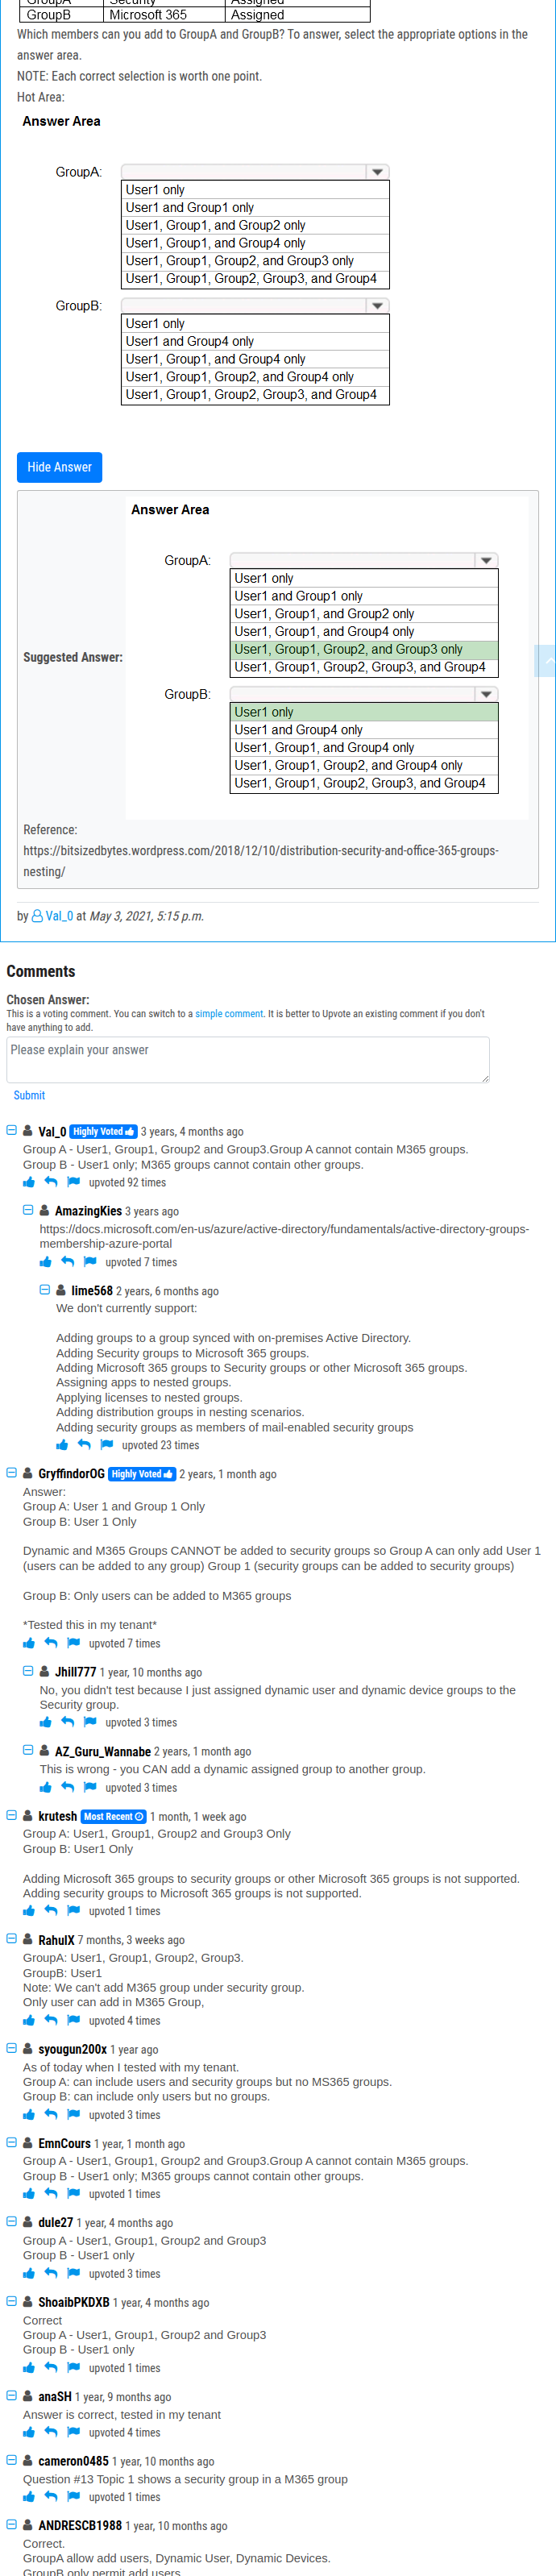 GroupA Security Assigned
GroupB Microsoft 365 Assigned
Which members can you add to GroupA and GroupB? To answer, select the appropriate options in the
answer area.
NOTE: Each correct selection is worth one point.
Hot Area:
Answer Area
GroupA:
User1 only
User1 and Group1 only
User1, Group1, and Group2 only
User1, Group1, and Group4 only
User1, Group1, Group2, and Group3 only
User1, Group1, Group2, Group3, and Group4
GroupB:
User1 only
User1 and Group4 only
User1, Group1, and Group4 only
User1, Group1, Group2, and Group4 only
User1, Group1, Group2, Group3, and Group4
Hide Answer
Answer Area
GroupA:
User1 only
User1 and Group1 only
User1, Group1, and Group2 only
User1, Group1, and Group4 only
User1, Group1, Group2, and Group3 only
User1, Group1, Group2, Group3, and Group4
Suggested Answer:
GroupB:
User1 only
User1 and Group4 only
User1, Group1, and Group4 only
User1, Group1, Group2, and Group4 only
User1, Group1, Group2, Group3, and Group4
Reference:
https://bitsizedbytes.wordpress.com/2018/12/10/distribution-security-and-office-365-groups-
nesting/
by Val_0 at May 3, 2021, 5:15 p.m.
Comments
Chosen Answer:
This is a voting comment. You can switch to a simple comment. It is better to Upvote an existing comment if you don't
have anything to add.
Please explain your answer
Submit
Val_0 Highly Voted 3 years, 4 months ago
Group A - User1, Group1, Group2 and Group3.Group A cannot contain M365 groups.
Group B - User1 only; M365 groups cannot contain other groups.
upvoted 92 times
AmazingKies 3 years ago
https://docs.microsoft.com/en-us/azure/active-directory/fundamentals/active-directory-groups-
membership-azure-portal
upvoted 7 times
lime568 2 years, 6 months ago
We don't currently support:
Adding groups to a group synced with on-premises Active Directory.
Adding Security groups to Microsoft 365 groups.
Adding Microsoft 365 groups to Security groups or other Microsoft 365 groups.
Assigning apps to nested groups.
Applying licenses to nested groups.
Adding distribution groups in nesting scenarios.
Adding security groups as members of mail-enabled security groups
upvoted 23 times
GryffindorOG Highly Voted 2 years, 1 month ago
Answer:
Group A: User 1 and Group 1 Only
Group B: User 1 Only
Dynamic and M365 Groups CANNOT be added to security groups so Group A can only add User 1
(users can be added to any group) Group 1 (security groups can be added to security groups)
Group B: Only users can be added to M365 groups
*Tested this in my tenant*
upvoted 7 times
Jhill777 1 year, 10 months ago
No, you didn't test because I just assigned dynamic user and dynamic device groups to the
Security group.
upvoted 3 times
AZ_Guru_Wannabe 2 years, 1 month ago
This is wrong - you CAN add a dynamic assigned group to another group.
upvoted 3 times
krutesh Most Recent 1 month, 1 week ago
Group A: User1, Group1, Group2 and Group3 Only
Group B: User1 Only
Adding Microsoft 365 groups to security groups or other Microsoft 365 groups is not supported.
Adding security groups to Microsoft 365 groups is not supported.
upvoted 1 times
RahulX 7 months, 3 weeks ago
GroupA: User1, Group1, Group2, Group3.
GroupB: User1
Note: We can't add M365 group under security group.
Only user can add in M365 Group,
upvoted 4 times
syougun200x 1 year ago
As of today when I tested with my tenant.
Group A: can include users and security groups but no MS365 groups.
Group B: can include only users but no groups.
upvoted 3 times
EmnCours 1 year, 1 month ago
Group A - User1, Group1, Group2 and Group3.Group A cannot contain M365 groups.
Group B - User1 only; M365 groups cannot contain other groups.
upvoted 1 times
dule27 1 year, 4 months ago
Group A - User1, Group1, Group2 and Group3
Group B - User1 only
upvoted 3 times
ShoaibPKDXB 1 year, 4 months ago
Correct
Group A - User1, Group1, Group2 and Group3
Group B - User1 only
upvoted 1 times
anaSH 1 year, 9 months ago
Answer is correct, tested in my tenant
upvoted 4 times
cameron0485 1 year, 10 months ago
Question #13 Topic 1 shows a security group in a M365 group
upvoted 1 times
ANDRESCB1988 1 year, 10 months ago
Correct.
GroupA allow add users, Dynamic User, Dynamic Devices.
GroupB only permit add users